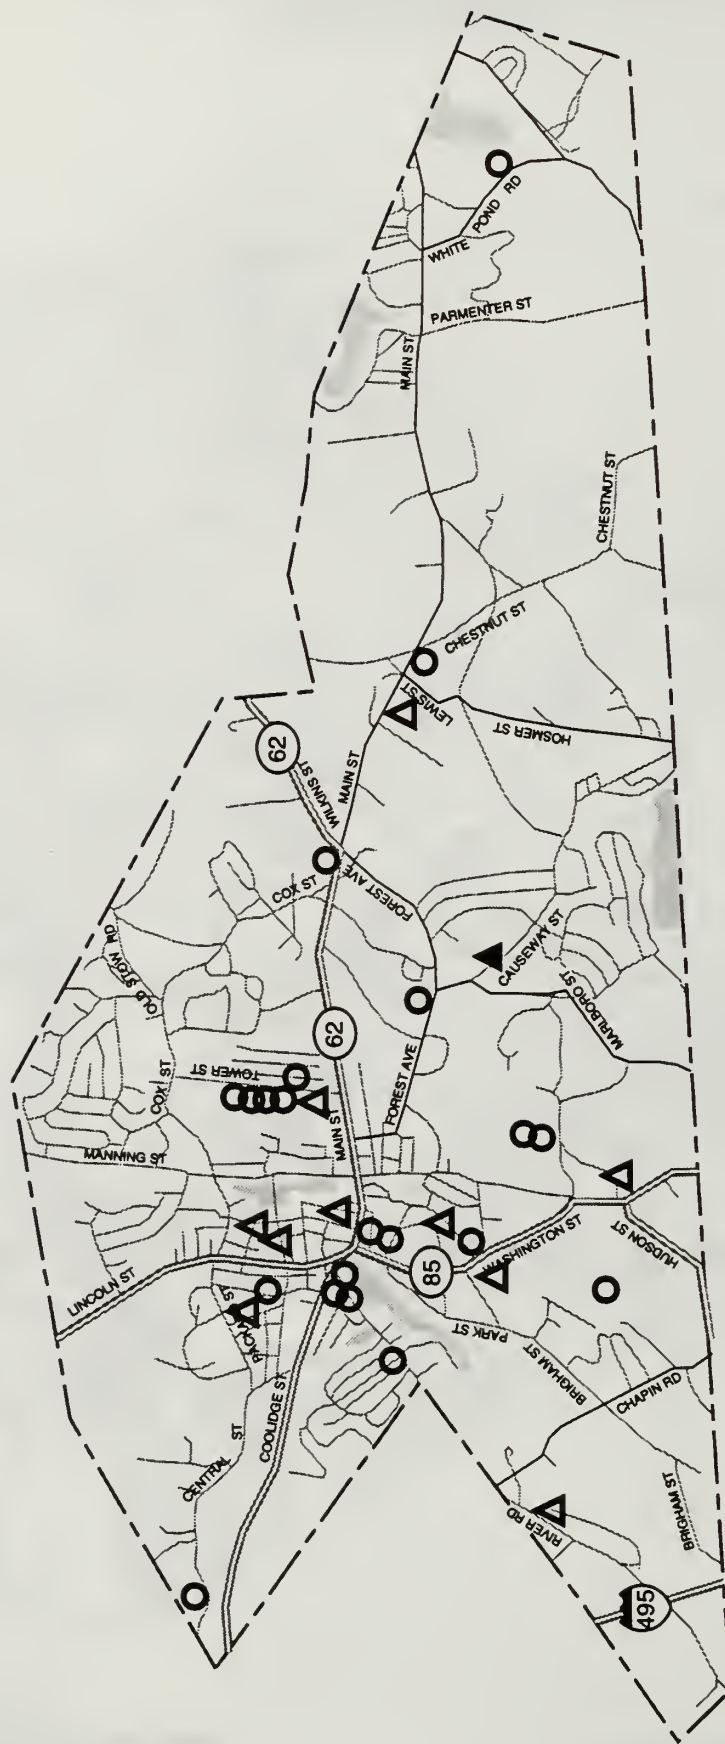 WHITE
POND RD
PARMENTER ST
MAIN ST
CHESTNUT ST
CHESTNUT ST
LEWIS ST
HOSMER ST
62
WILKINS ST
MAIN ST
COX ST
FOREST AVE
OLD STOW RD
CAUSEWAY ST
MARLBORO ST
62
TOWER ST
COX ST
FOREST AVE
MAIN ST
MANNING ST
HUDSON ST
WASHINGTON ST
85
LINCOLN ST
PARK ST
BRIGHAM ST
CHAPIN RD
COOLIDGE ST
CENTRAL ST
RIVER RD
BRIGHAM ST
495